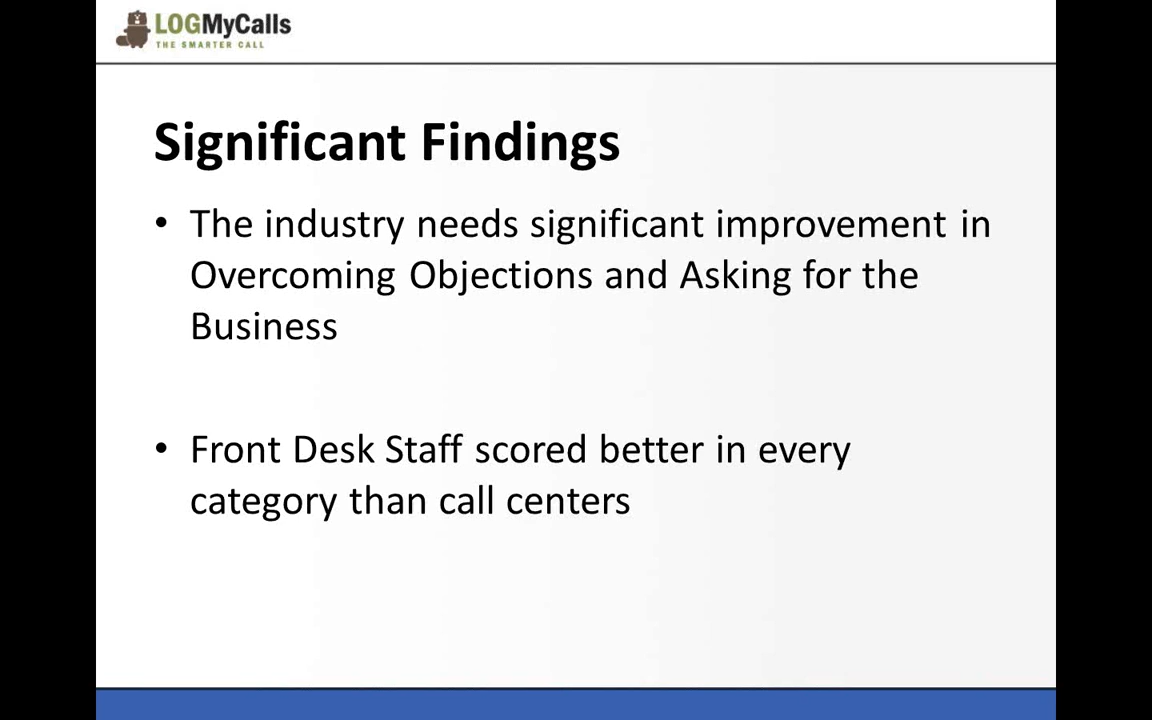 LOGMyCalls
THE SMARTER CALL
Significant Findings
• The industry needs significant improvement in
Overcoming Objections and Asking for the
Business
• Front Desk Staff scored better in every
category than call centers